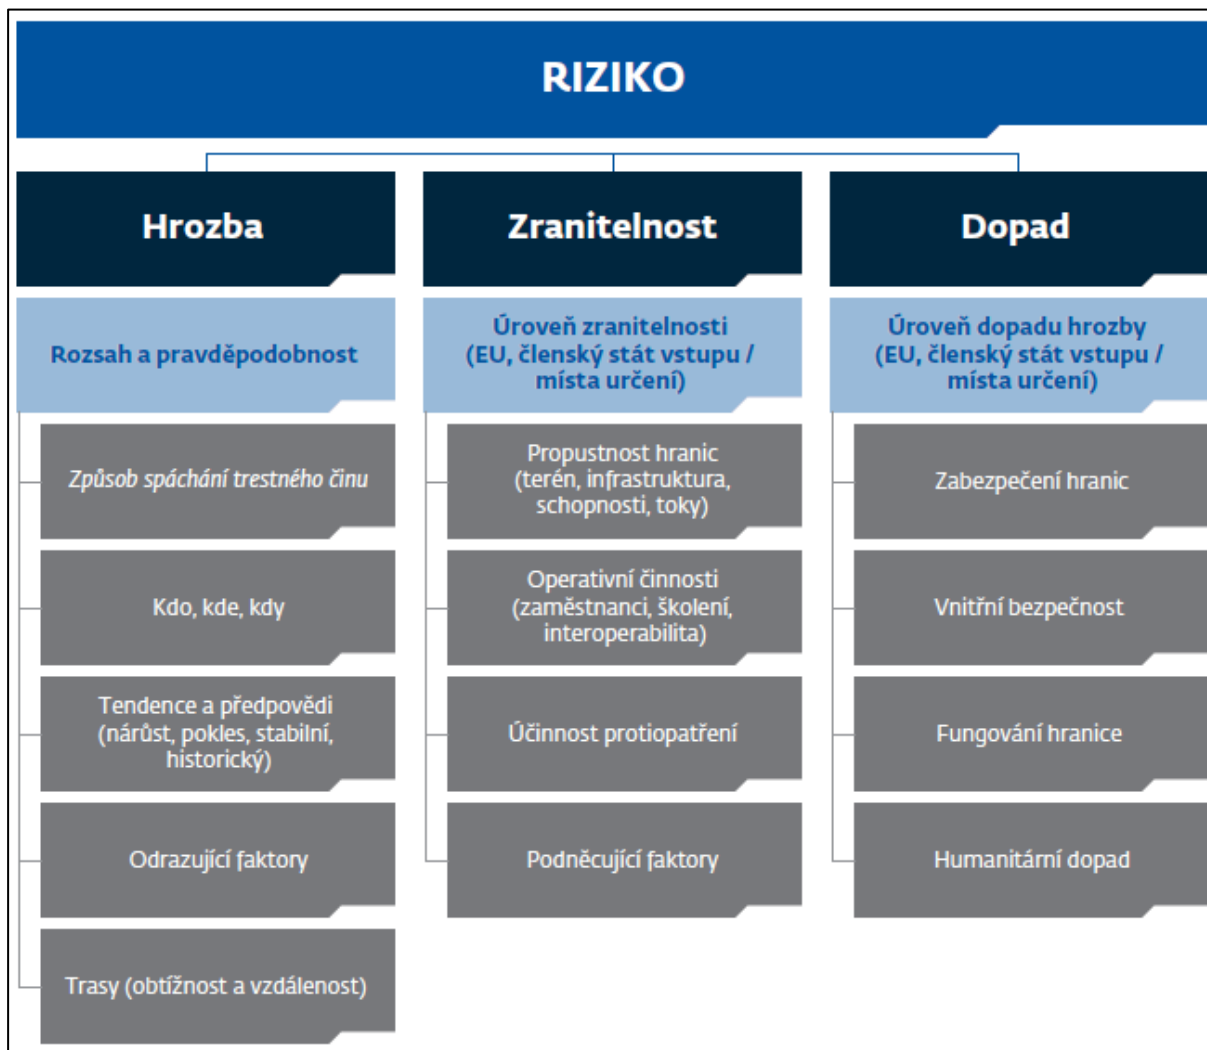 RIZIKO
Hrozba
Rozsah a pravděpodobnost
Způsob spáchání trestného činu
Kdo, kde, kdy
Tendence a předpovědi
(nárůst, pokles, stabilní,
historický)
Odrazující faktory
Trasy (obtížnost a vzdálenost)
Zranitelnost
Úroveň zranitelnosti
(EU, členský stát vstupu /
místa určení)
Propustnost hranic
(terén, infrastruktura,
schopnosti, toky)
Operativní činnosti
(zaměstnanci, školení,
interoperabilita)
Účinnost protiopatření
Podněcující faktory
Dopad
Úroveň dopadu hrozby
(EU, členský stát vstupu /
místa určení)
Zabezpečení hranic
Vnitřní bezpečnost
Fungování hranice
Humanitární dopad